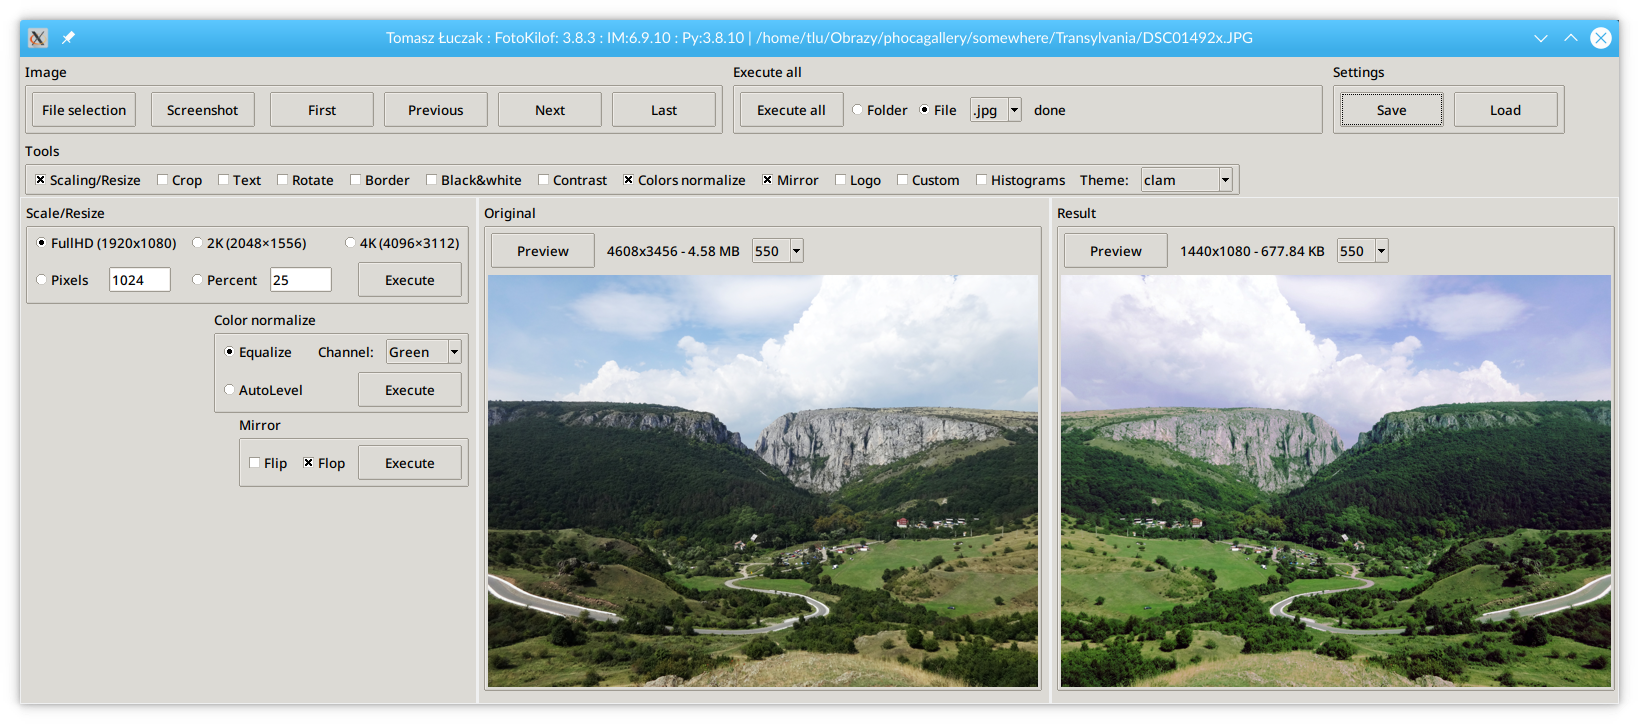 Tomasz Łuczak : FotoKilof: 3.8.3 : IM:6.9.10 : Py:3.8.10 | /home/tlu/Obrazy/phocagallery/somewhere/Transylvania/DSC01492x.JPG
Image
Execute all
Settings
File selection Screenshot First Previous Next Last
Execute all Folder File .jpg done
Save Load
Tools
Scaling/Resize Crop Text Rotate Border Black&white Contrast Colors normalize Mirror Logo Custom Histograms Theme: clam
Scale/Resize
FullHD (1920x1080) 2K (2048×1556) 4K (4096×3112)
Pixels 1024 Percent 25 Execute
Color normalize
Equalize Channel: Green
AutoLevel Execute
Mirror
Flip Flop Execute
Original
Preview 4608x3456 - 4.58 MB 550
Result
Preview 1440x1080 - 677.84 KB 550